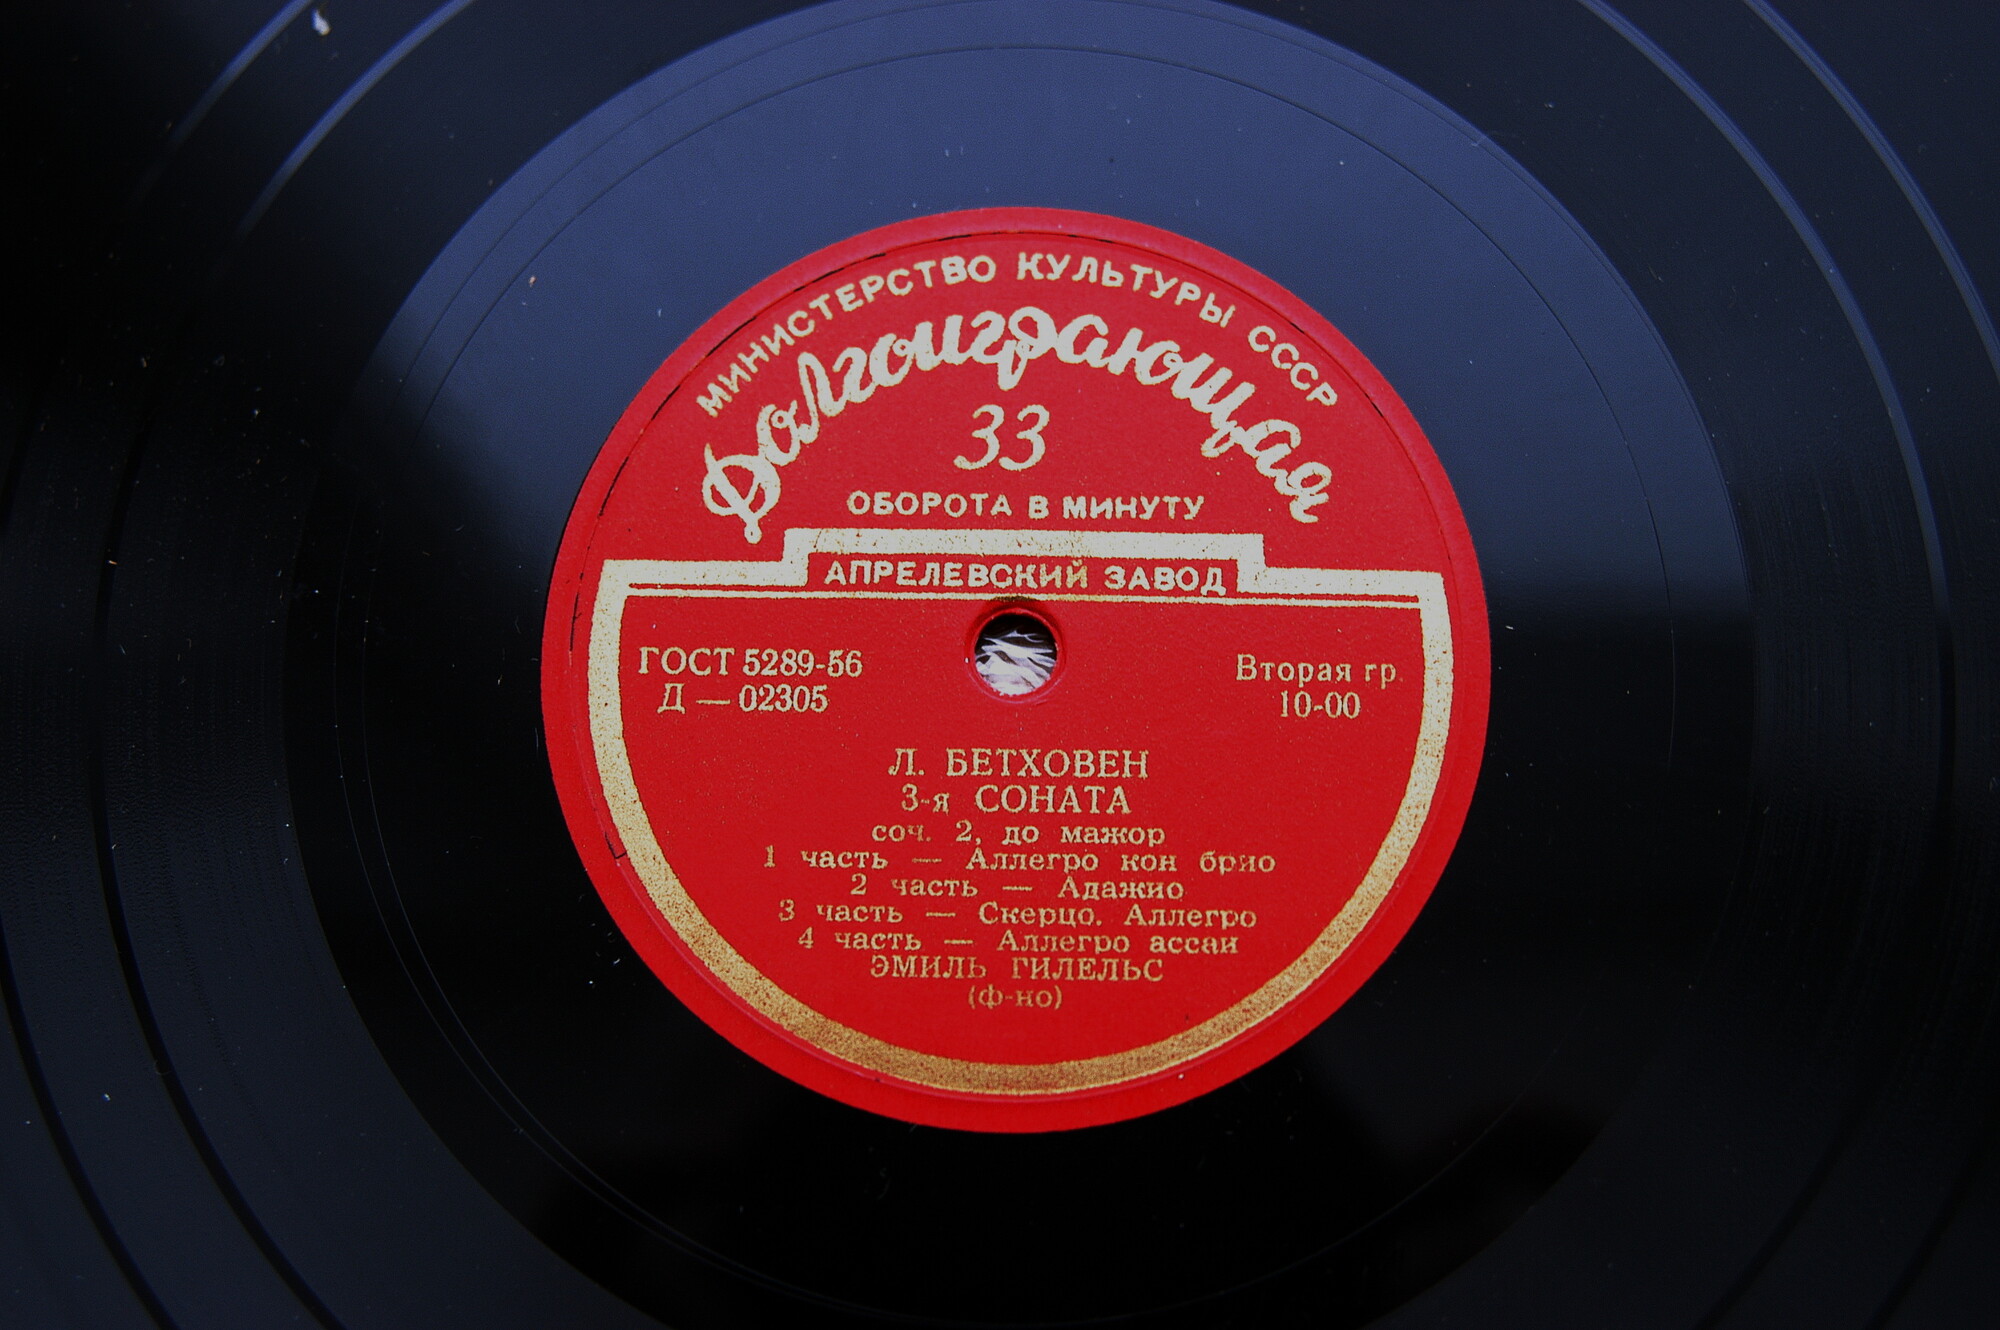 МИНИСТЕРСТВО КУЛЬТУРЫ СССР
Долгоиграющая
33
ОБОРОТА В МИНУТУ
АПРЕЛЕВСКИЙ ЗАВОД
ГОСТ 5289-56
Д — 02305
Вторая гр.
10-00
Л. БЕТХОВЕН
3-я СОНАТА
соч. 2, до мажор
1 часть — Аллегро кон брио
2 часть — Адажио
3 часть — Скерцо. Аллегро
4 часть — Аллегро ассаи
ЭМИЛЬ ГИЛЕЛЬС
(ф-но)